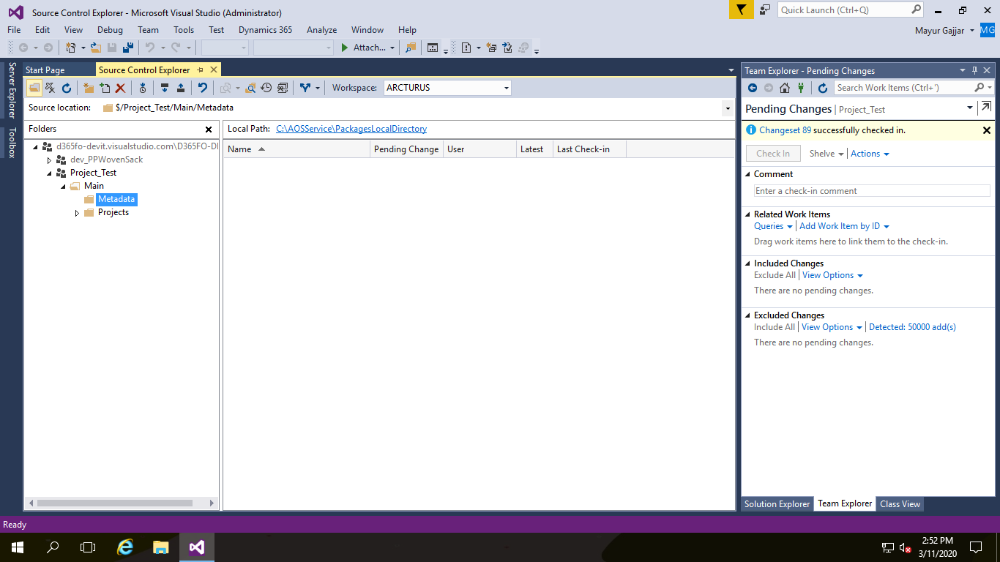 Source Control Explorer - Microsoft Visual Studio (Administrator)
Quick Launch (Ctrl+Q)
File Edit View Debug Team Tools Test Dynamics 365 Analyze Window Help
Mayur Gajjar MG
Attach...
Server Explorer
Toolbox
Start Page
Source Control Explorer
Workspace: ARCTURUS
Source location: $/Project_Test/Main/Metadata
Folders
d365fo-devit.visualstudio.com\D365FO-DI
dev_PPWovenSack
Project_Test
Main
Metadata
Projects
Local Path: C:\AOSService\PackagesLocalDirectory
Name Pending Change User Latest Last Check-in
Team Explorer - Pending Changes
Search Work Items (Ctrl+')
Pending Changes | Project_Test
Changeset 89 successfully checked in.
Check In Shelve Actions
Comment
Enter a check-in comment
Related Work Items
Queries Add Work Item by ID
Drag work items here to link them to the check-in.
Included Changes
Exclude All View Options
There are no pending changes.
Excluded Changes
Include All View Options Detected: 50000 add(s)
There are no pending changes.
Solution Explorer Team Explorer Class View
Ready
2:52 PM
3/11/2020